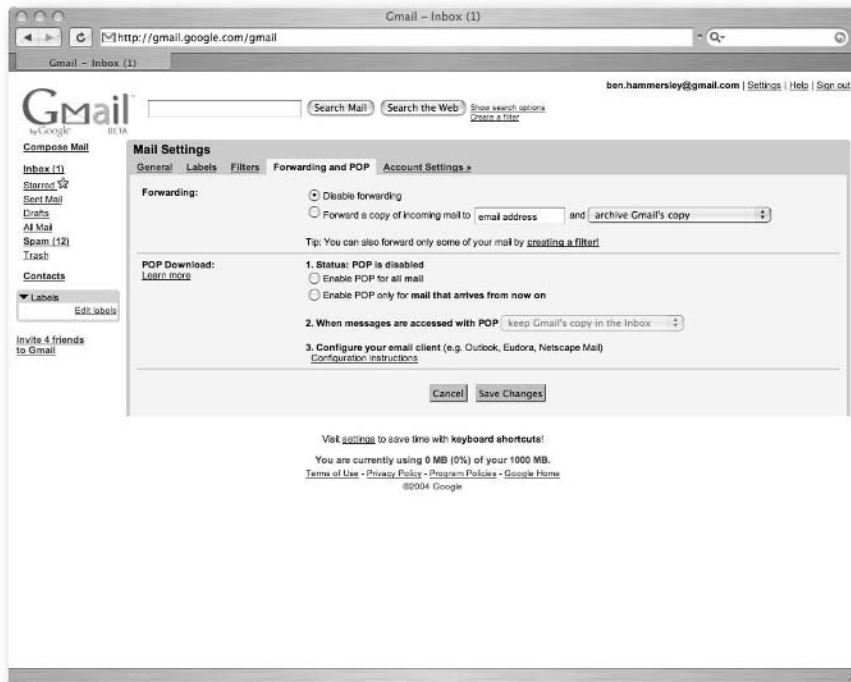 Gmail – Inbox (1)
http://gmail.google.com/gmail
Gmail – Inbox (1)
ben.hammersley@gmail.com | Settings | Help | Sign out
Gmail
by Google BETA
Search Mail Search the Web Show search options
Create a filter
Compose Mail
Inbox (1)
Starred
Sent Mail
Drafts
All Mail
Spam (12)
Trash
Contacts
Labels
Edit labels
Invite 4 friends
to Gmail
Mail Settings
General Labels Filters Forwarding and POP Account Settings »
Forwarding:
Disable forwarding
Forward a copy of incoming mail to email address and archive Gmail's copy
Tip: You can also forward only some of your mail by creating a filter!
POP Download:
Learn more
1. Status: POP is disabled
Enable POP for all mail
Enable POP only for mail that arrives from now on
2. When messages are accessed with POP keep Gmail's copy in the Inbox
3. Configure your email client (e.g. Outlook, Eudora, Netscape Mail)
Configuration instructions
Cancel Save Changes
Visit settings to save time with keyboard shortcuts!
You are currently using 0 MB (0%) of your 1000 MB.
Terms of Use - Privacy Policy - Program Policies - Google Home
©2004 Google